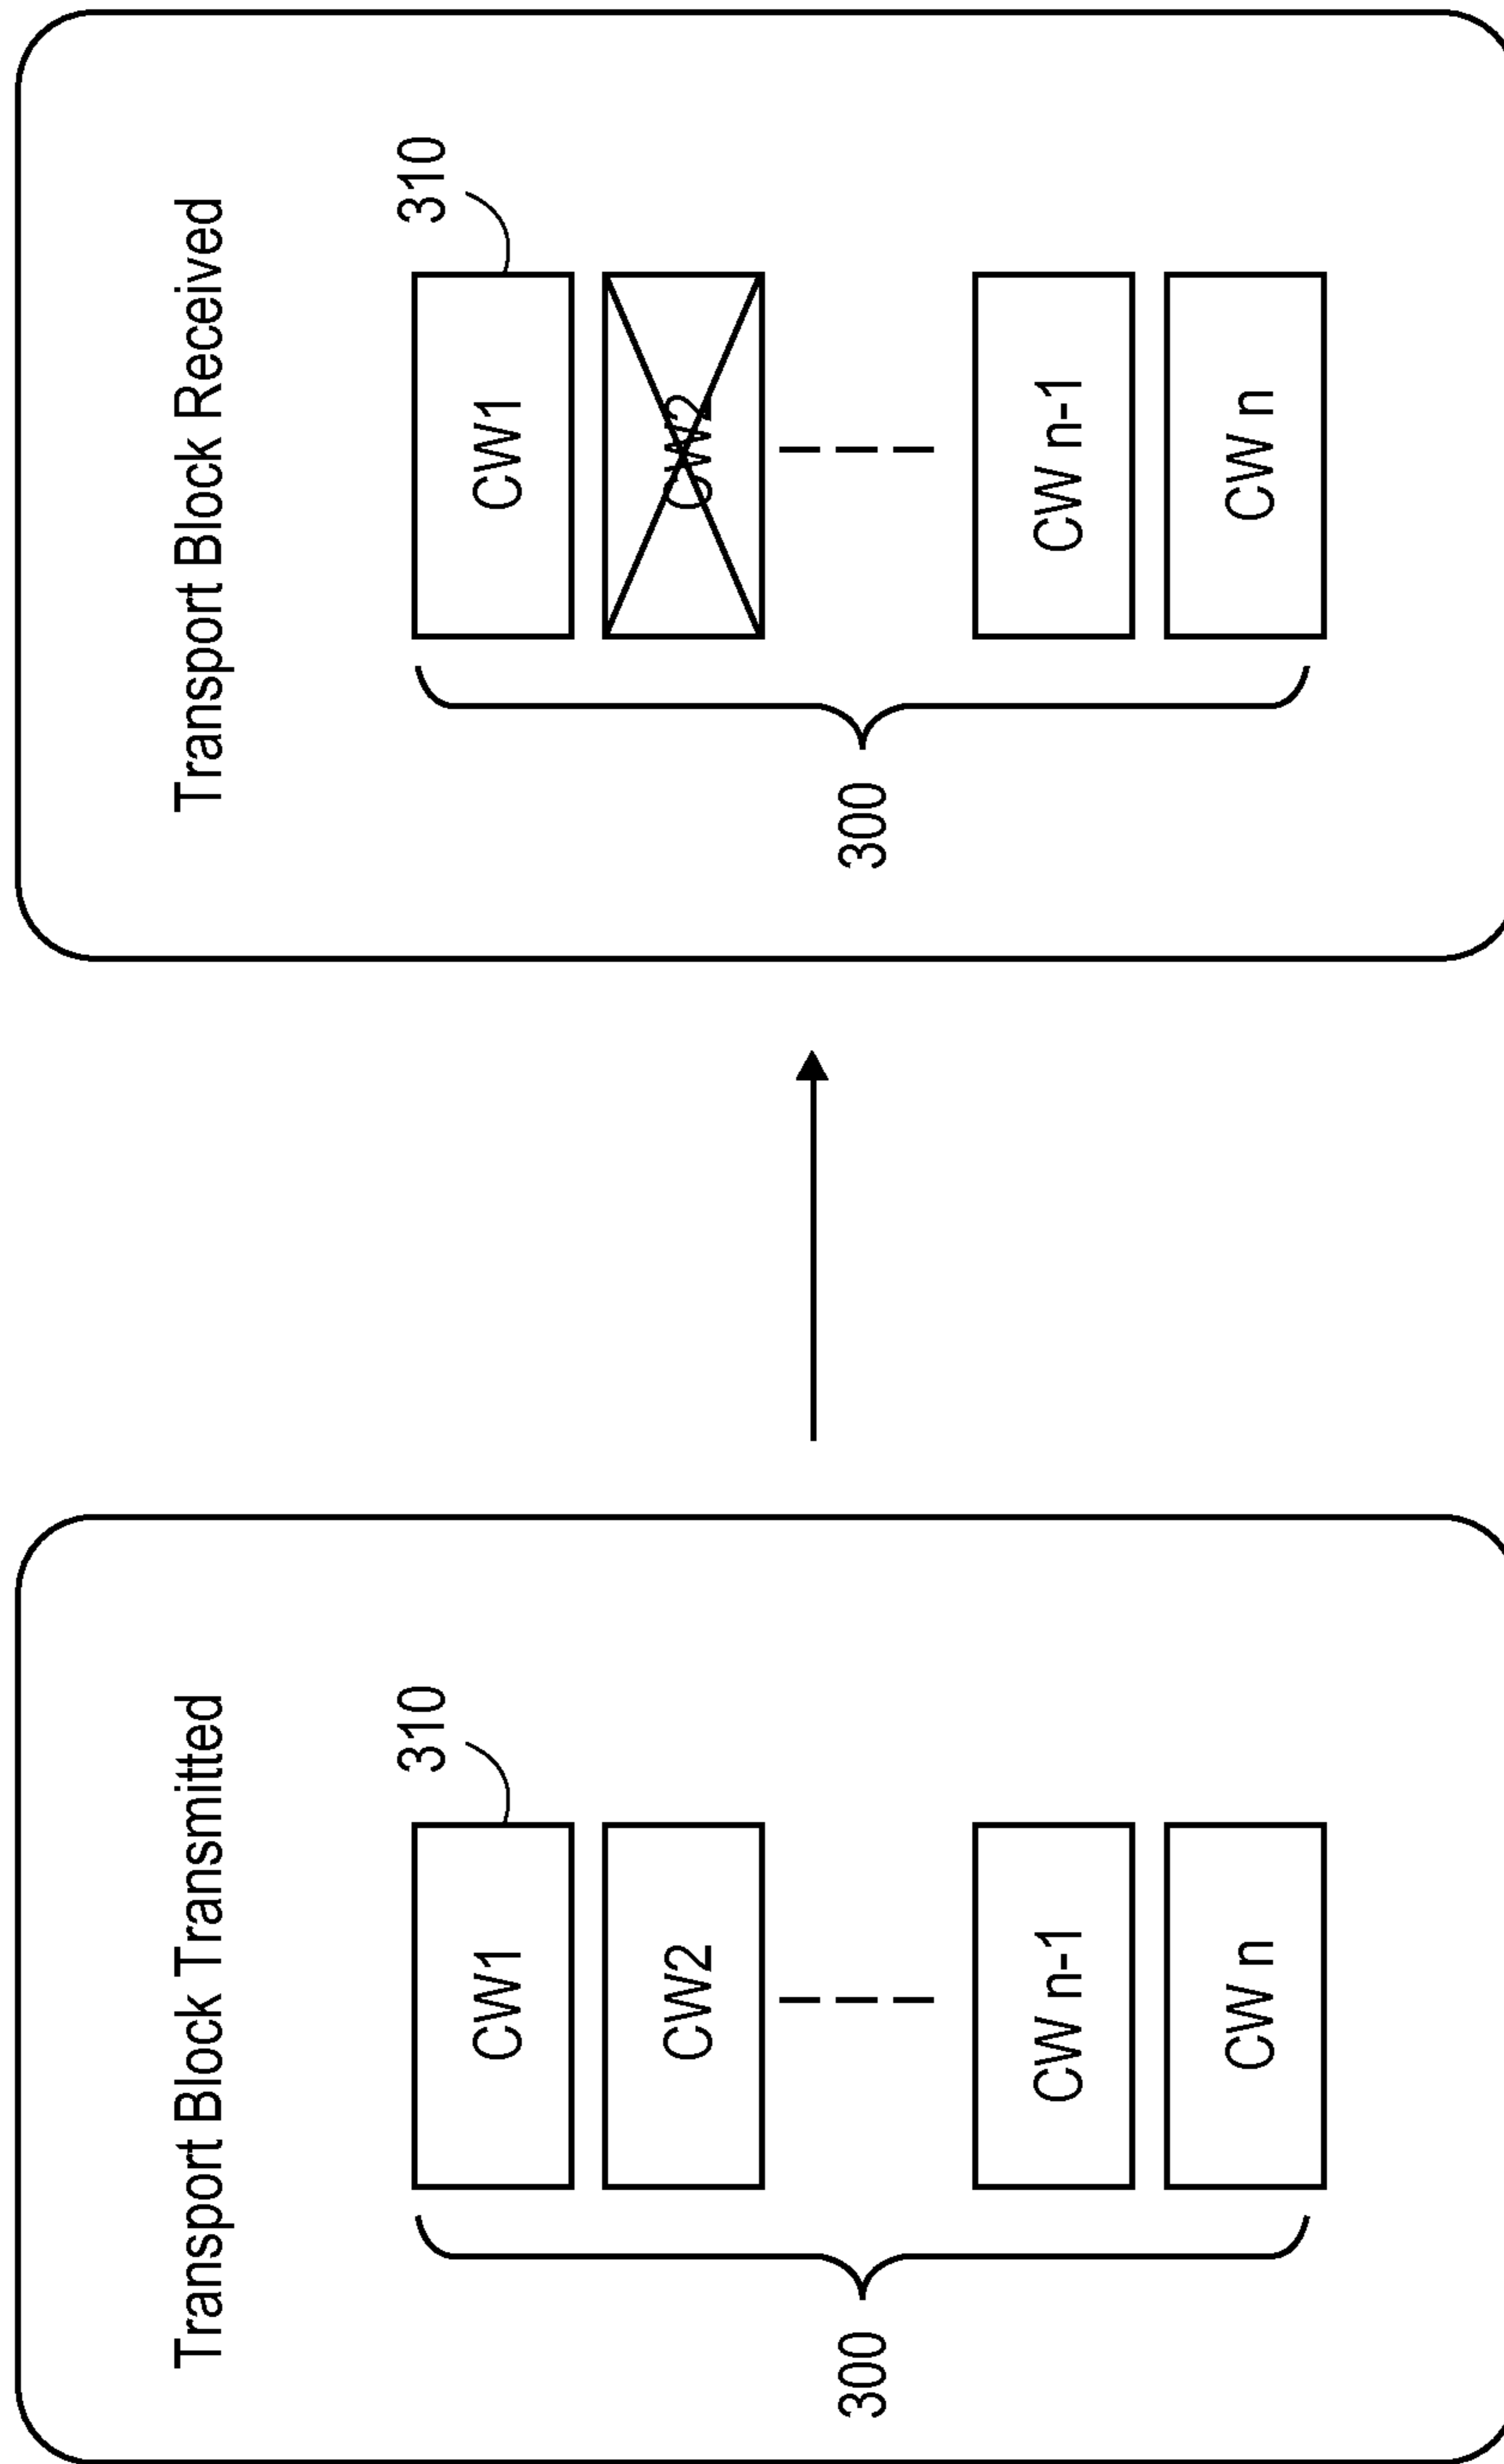 Transport Block Transmitted
310
CW1
CW2
CW n-1
CW n
300
Transport Block Received
310
CW1
CW2
CW n-1
CW n
300